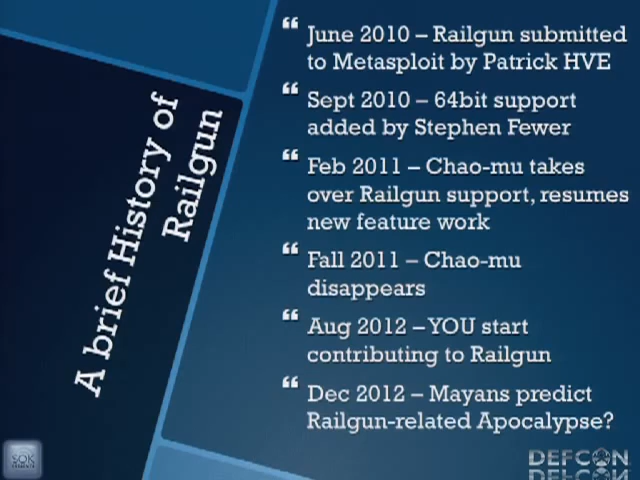 A brief History of
Railgun
❝ June 2010 – Railgun submitted
to Metasploit by Patrick HVE
❝ Sept 2010 – 64bit support
added by Stephen Fewer
❝ Feb 2011 – Chao-mu takes
over Railgun support, resumes
new feature work
❝ Fall 2011 – Chao-mu
disappears
❝ Aug 2012 – YOU start
contributing to Railgun
❝ Dec 2012 – Mayans predict
Railgun-related Apocalypse?
SOK
DEFCON